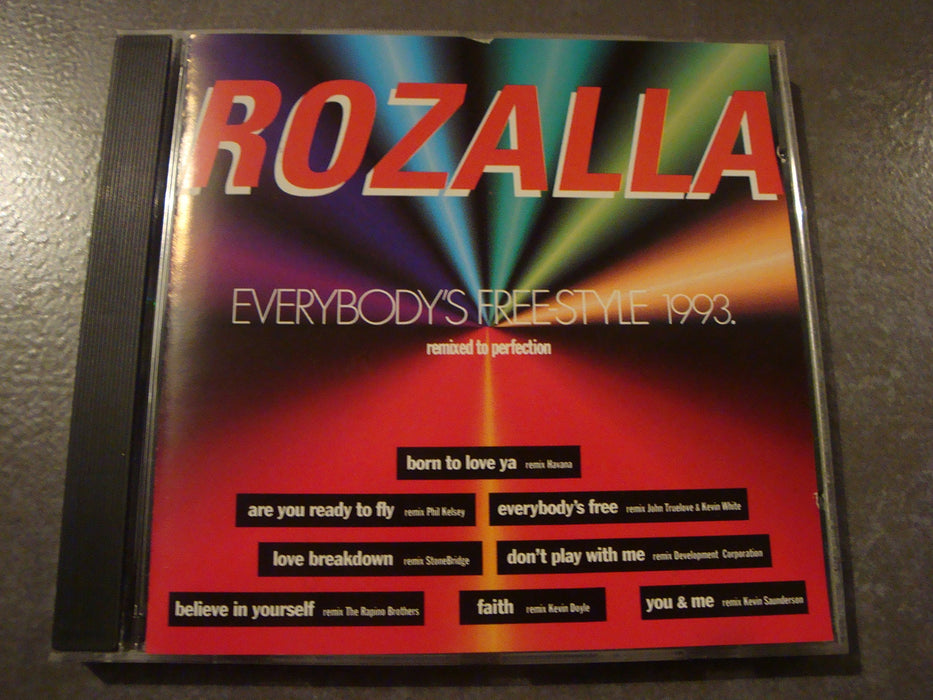 ROZALLA
EVERYBODY'S FREE-STYLE 1993.
remixed to perfection
born to love ya remix Havana
are you ready to fly remix Phil Kelsey
everybody's free remix John Truelove & Kevin White
love breakdown remix StoneBridge
don't play with me remix Development Corporation
believe in yourself remix The Rapino Brothers
faith remix Kevin Doyle
you & me remix Kevin Saunderson